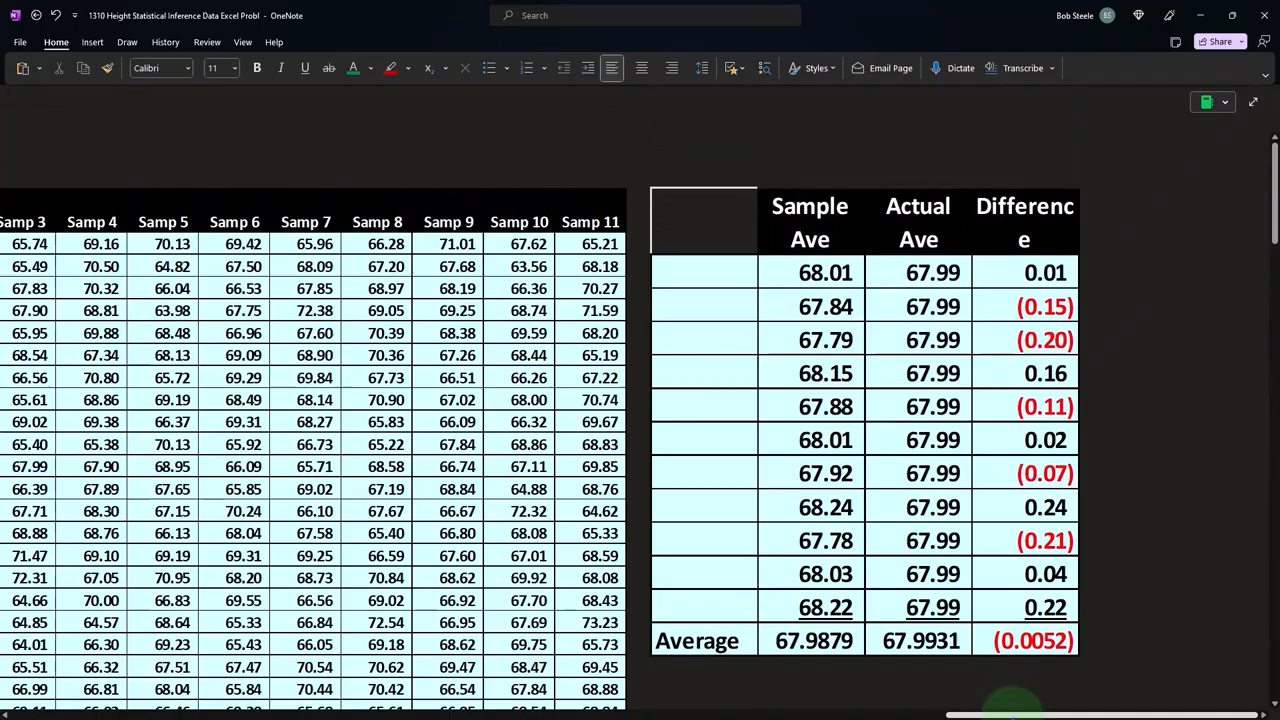 1310 Height Statistical Inference Data Excel Probl - OneNote
Search
Bob Steele BS
File Home Insert Draw History Review View Help
Share
Calibri 11 B I U ab A Styles Email Page Dictate Transcribe
Samp 3 Samp 4 Samp 5 Samp 6 Samp 7 Samp 8 Samp 9 Samp 10 Samp 11
65.74 69.16 70.13 69.42 65.96 66.28 71.01 67.62 65.21
65.49 70.50 64.82 67.50 68.09 67.20 67.68 63.56 68.18
67.83 70.32 66.04 66.53 67.85 68.97 68.19 66.36 70.27
67.90 68.81 63.98 67.75 72.38 69.05 69.25 68.74 71.59
65.95 69.88 68.48 66.96 67.60 70.39 68.38 69.59 68.20
68.54 67.34 68.13 69.09 68.90 70.36 67.26 68.44 65.19
66.56 70.80 65.72 69.29 69.84 67.73 66.51 66.26 67.22
65.61 68.86 69.19 68.49 68.14 70.90 67.02 68.00 70.74
69.02 69.38 66.37 69.31 68.27 65.83 66.09 66.32 69.67
65.40 65.38 70.13 65.92 66.73 65.22 67.84 68.86 68.83
67.99 67.90 68.95 66.09 65.71 68.58 66.74 67.11 69.85
66.39 67.89 67.65 65.85 69.02 67.19 68.84 64.88 68.76
67.71 68.30 67.15 70.24 66.10 67.67 66.67 72.32 64.62
68.88 68.76 66.13 68.04 67.58 65.40 66.80 68.08 65.33
71.47 69.10 69.19 69.31 69.25 66.59 67.60 67.01 68.59
72.31 67.05 70.95 68.20 68.73 70.84 68.62 69.92 68.08
64.66 70.00 66.83 69.55 66.56 69.02 66.92 67.70 68.43
64.85 64.57 68.64 65.33 66.84 72.54 66.95 67.69 73.23
64.01 66.30 69.23 65.43 66.05 69.18 68.62 69.75 65.73
65.51 66.32 67.51 67.47 70.54 70.62 69.47 68.47 69.45
66.99 66.81 68.04 65.84 70.44 70.42 66.54 67.84 68.88
Sample Actual Differenc
Ave Ave e
68.01 67.99 0.01
67.84 67.99 (0.15)
67.79 67.99 (0.20)
68.15 67.99 0.16
67.88 67.99 (0.11)
68.01 67.99 0.02
67.92 67.99 (0.07)
68.24 67.99 0.24
67.78 67.99 (0.21)
68.03 67.99 0.04
68.22 67.99 0.22
Average 67.9879 67.9931 (0.0052)